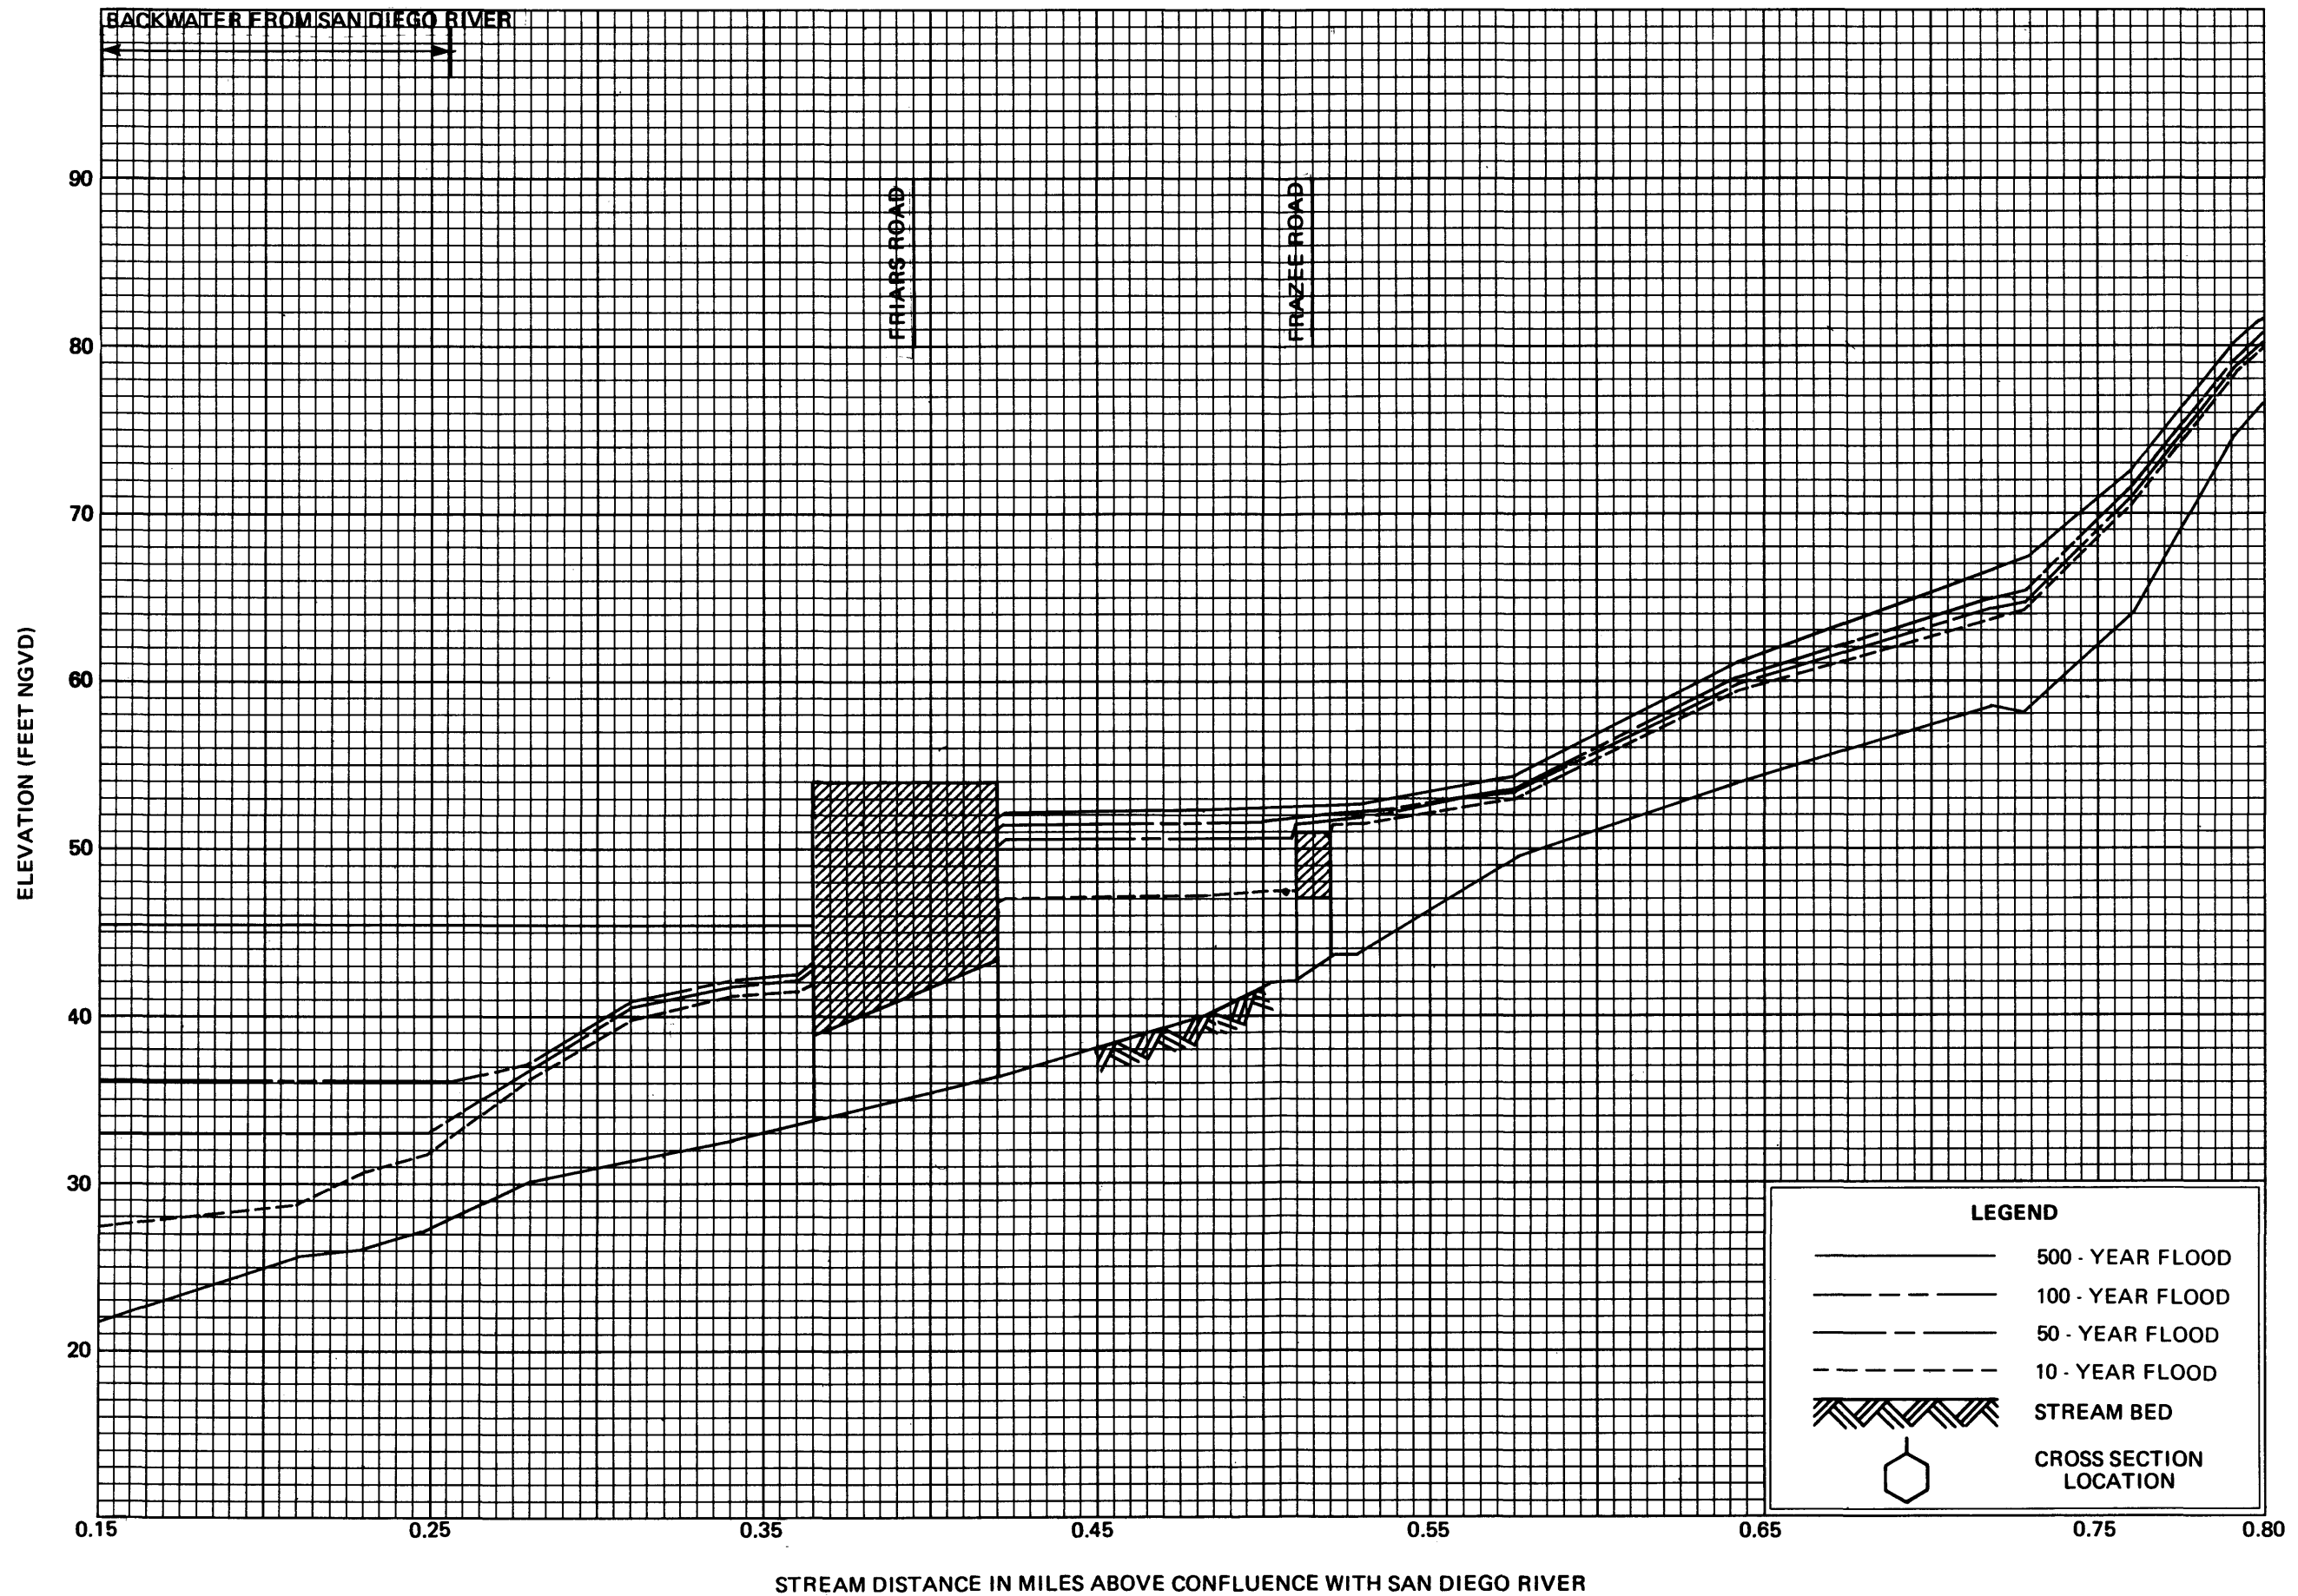 BACKWATER FROM SAN DIEGO RIVER
FRIARS ROAD
FRAZEE ROAD
90
80
70
60
50
40
30
20
ELEVATION (FEET NGVD)
0.15
0.25
0.35
0.45
0.55
0.65
0.75
0.80
STREAM DISTANCE IN MILES ABOVE CONFLUENCE WITH SAN DIEGO RIVER
LEGEND
500 - YEAR FLOOD
100 - YEAR FLOOD
50 - YEAR FLOOD
10 - YEAR FLOOD
STREAM BED
CROSS SECTION
LOCATION